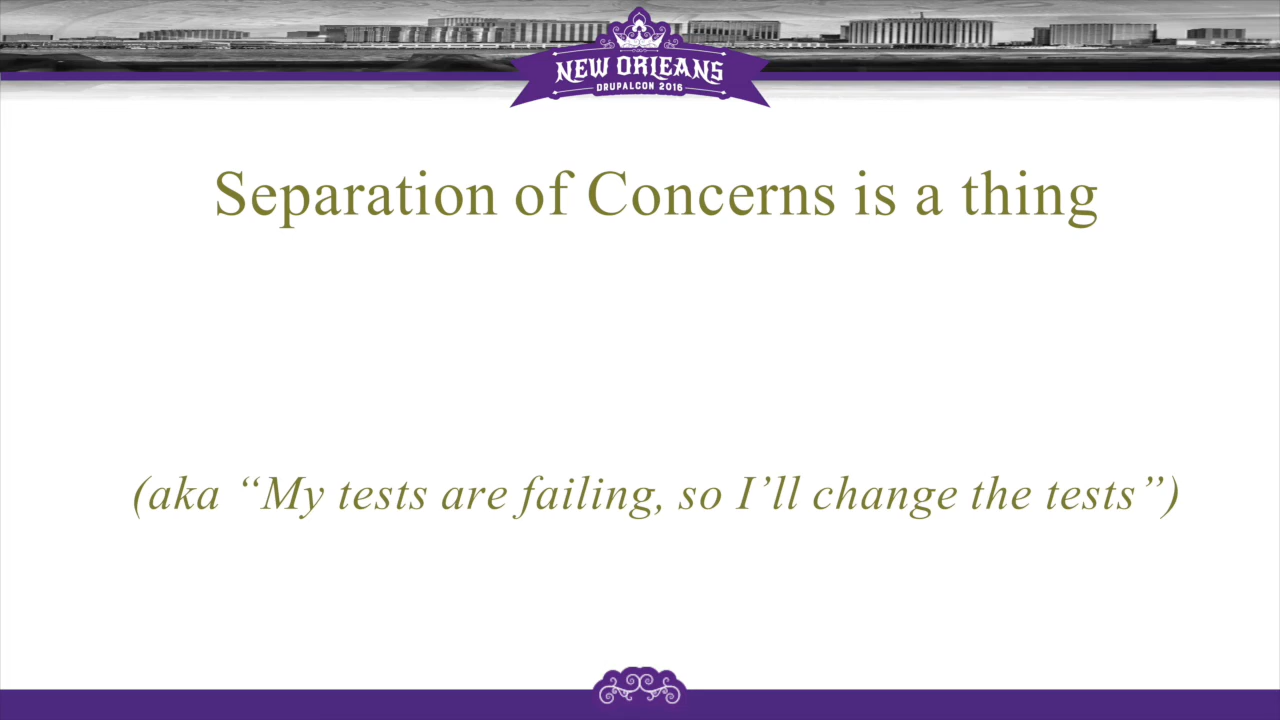 NEW ORLEANS
DRUPALCON 2016
Separation of Concerns is a thing
(aka “My tests are failing, so I’ll change the tests”)